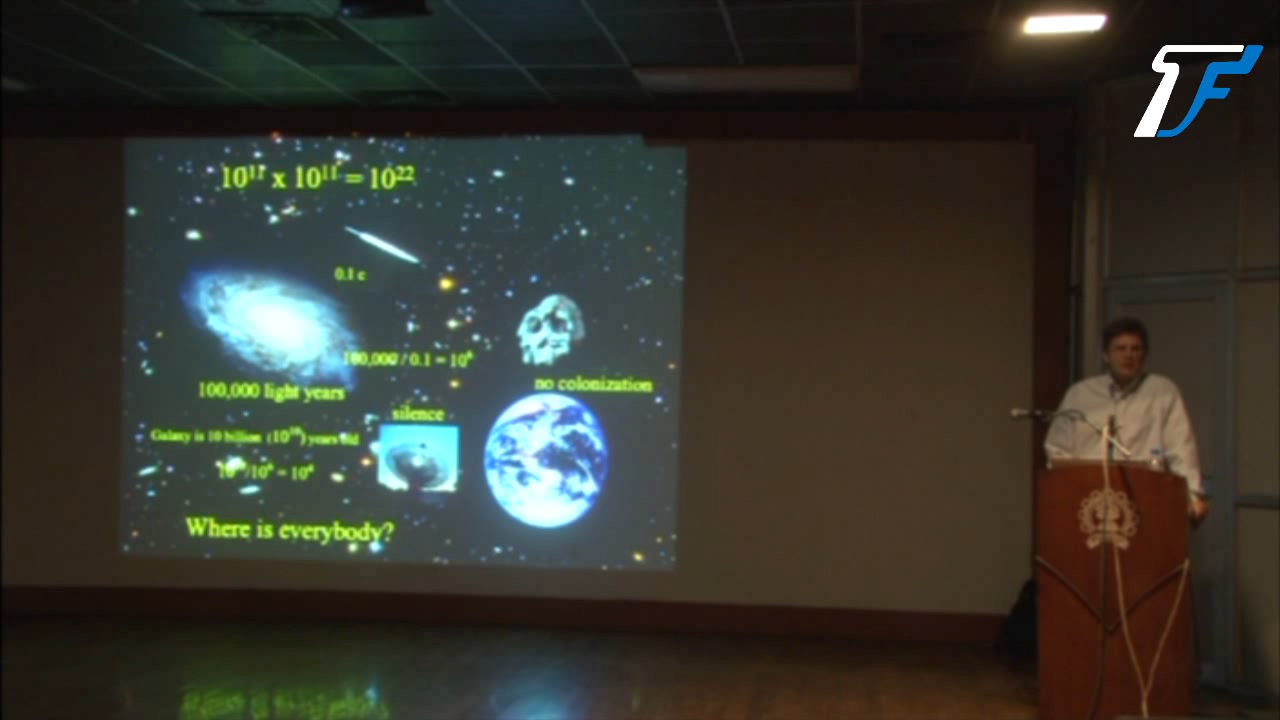 10¹¹ x 10¹¹ = 10²²
0.1 c
100,000 / 0.1 = 10⁶
100,000 light years
no colonization
silence
Galaxy is 10 billion (10¹⁰) years old
10¹⁰/10⁶ = 10⁴
Where is everybody?
TF